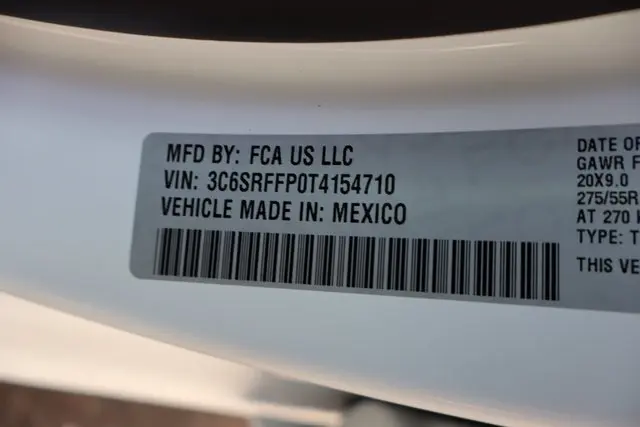 MFD BY: FCA US LLC
VIN: 3C6SRFFP0T4154710
VEHICLE MADE IN: MEXICO
DATE OF
GAWR F
20X9.0
275/55R
AT 270
TYPE: T
THIS VE